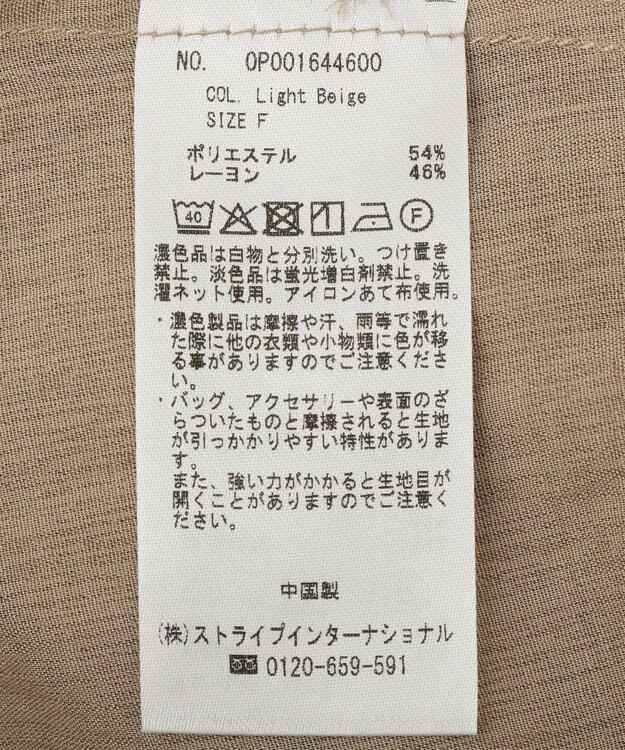 NO. OP001644600
COL. Light Beige
SIZE F
ポリエステル 54%
レーヨン 46%
40 F
濃色品は白物と分別洗い。つけ置き
禁止。淡色品は蛍光増白剤禁止。洗
濯ネット使用。アイロンあて布使用。
・濃色製品は摩擦や汗、雨等で濡れ
た際に他の衣類や小物類に色が移
る事がありますのでご注意くださ
い。
・バッグ、アクセサリーや表面のざ
らついたものと摩擦されると生地
が引っかかりやすい特性がありま
す。
また、強い力がかかると生地目が
開くことがありますのでご注意く
ださい。
中国製
(株)ストライプインターナショナル
0120-659-591